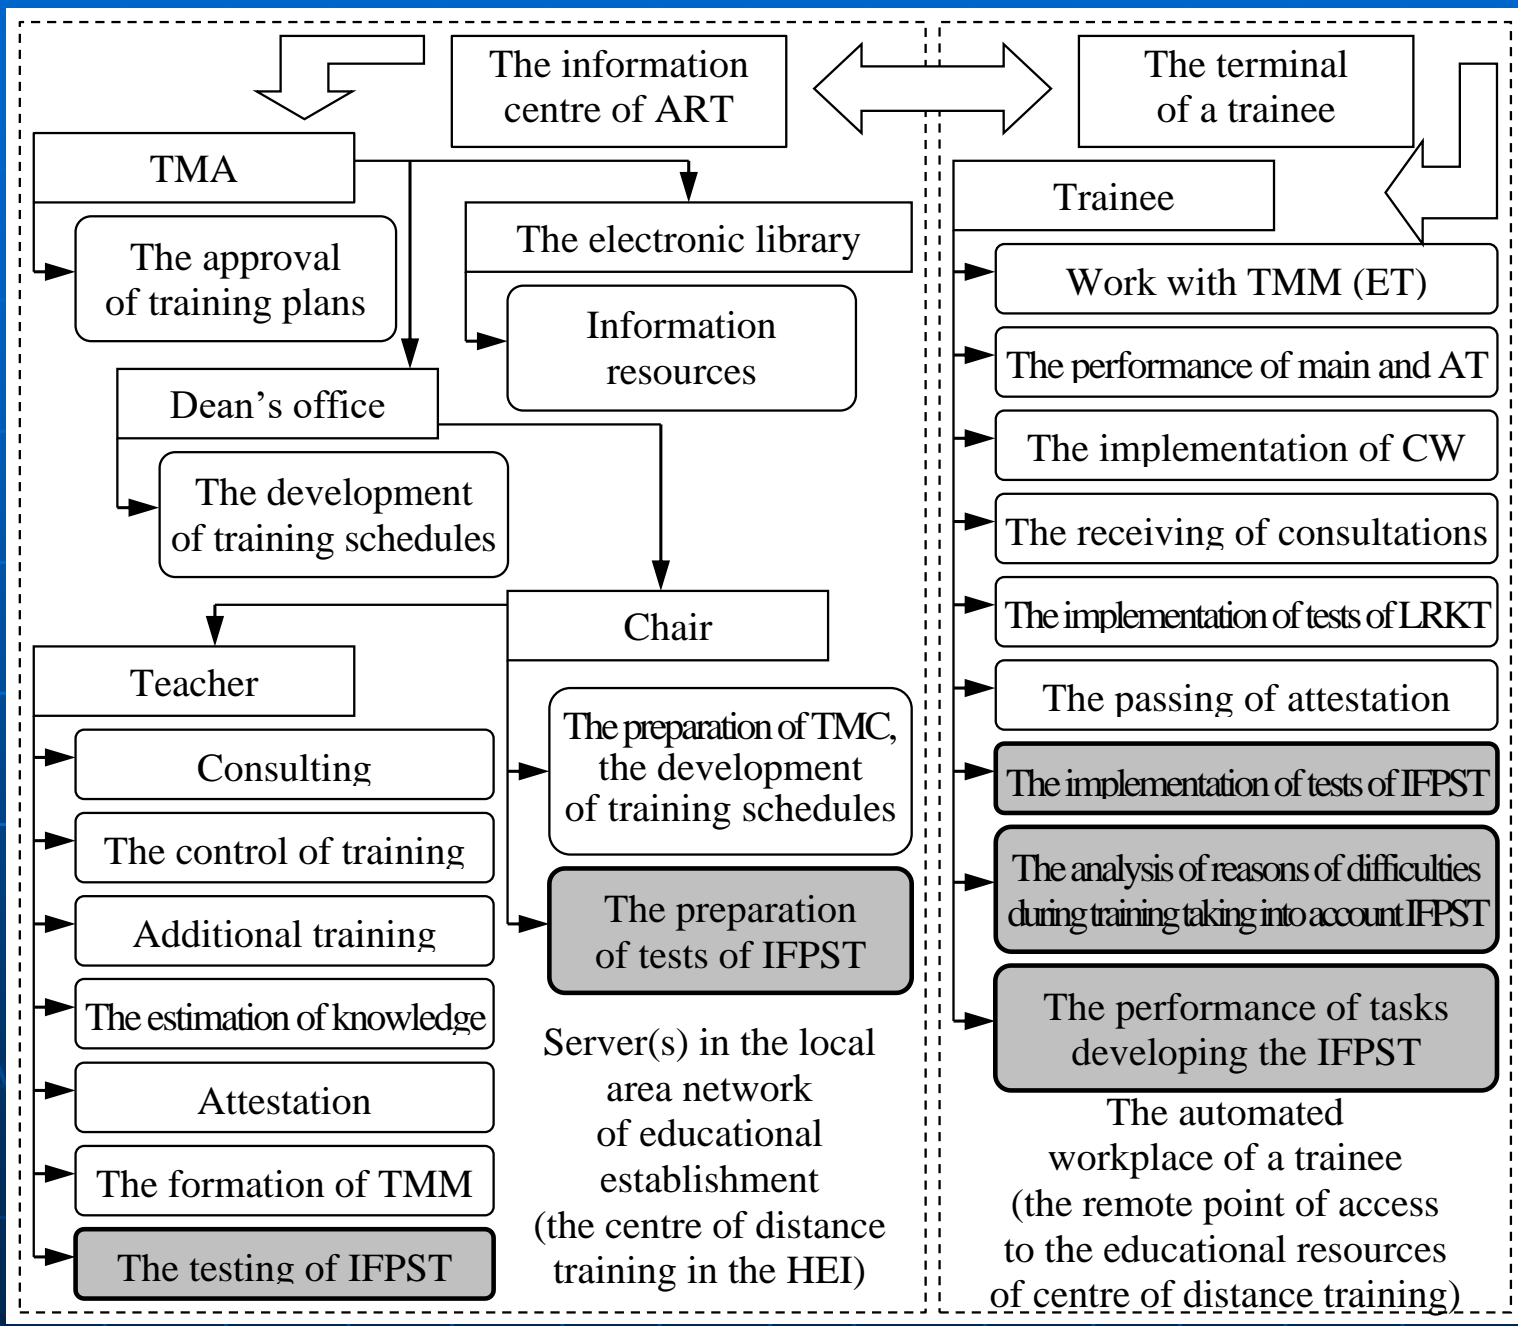 The information
centre of ART
TMA
The approval
of training plans
The electronic library
Information
resources
Dean's office
The development
of training schedules
Chair
Teacher
Consulting
The control of training
Additional training
The estimation of knowledge
Attestation
The formation of TMM
The testing of IFPST
The preparation of TMC,
the development
of training schedules
The preparation
of tests of IFPST
Server(s) in the local
area network
of educational
establishment
(the centre of distance
training in the HEI)
The terminal
of a trainee
Trainee
Work with TMM (ET)
The performance of main and AT
The implementation of CW
The receiving of consultations
The implementation of tests of LRKT
The passing of attestation
The implementation of tests of IFPST
The analysis of reasons of difficulties
during training taking into account IFPST
The performance of tasks
developing the IFPST
The automated
workplace of a trainee
(the remote point of access
to the educational resources
of centre of distance training)